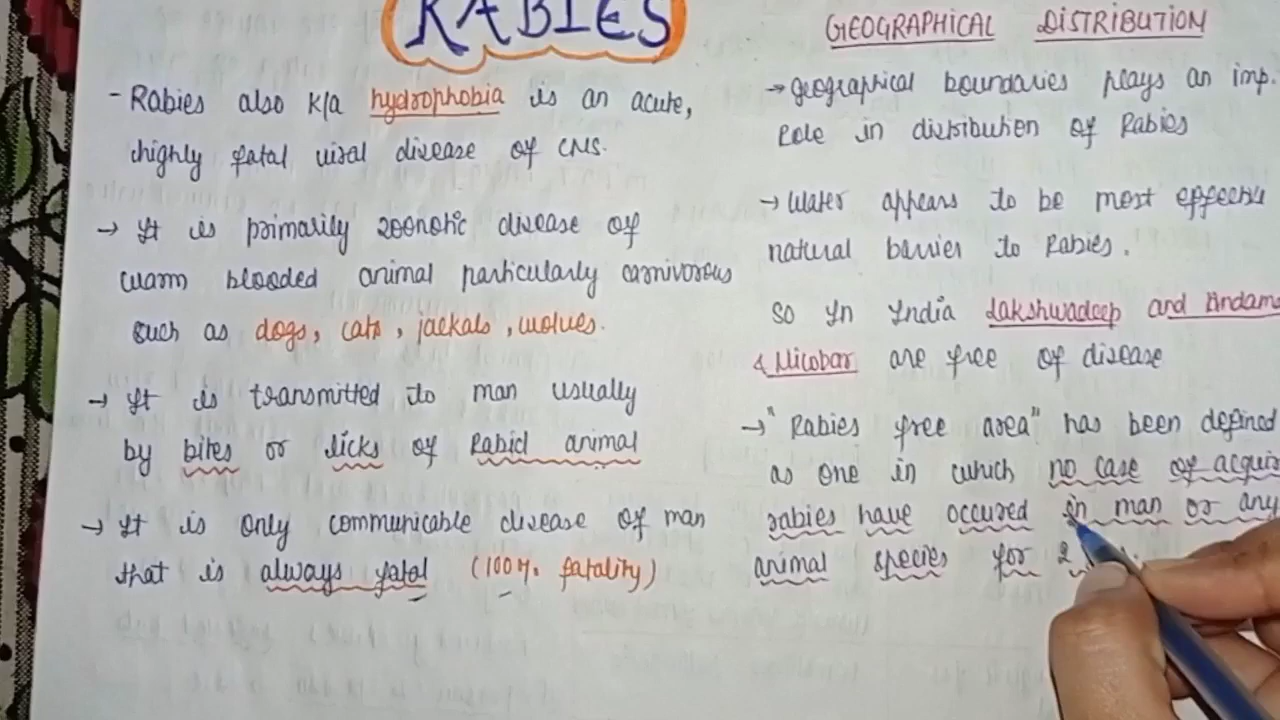 RABIES
- Rabies also k/a hydrophobia is an acute,
highly fatal viral disease of CNS.
→ It is primarily zoonotic disease of
warm blooded animal particularly carnivorous
such as dogs, cats, jackals, wolves.
→ It is transmitted to man usually
by bites or licks of Rabid animal
→ It is only communicable disease of man
that is always fatal (100% fatality)
GEOGRAPHICAL DISTRIBUTION
→ geographical boundaries plays an imp.
Role in distribution of Rabies
→ Water appears to be most effective
natural barrier to Rabies.
so In India Lakshwadeep and Andam
& Nicobar are free of disease
→ "Rabies free area" has been defined
as one in which no case of acquir
rabies have occured in man or any
animal species for 2